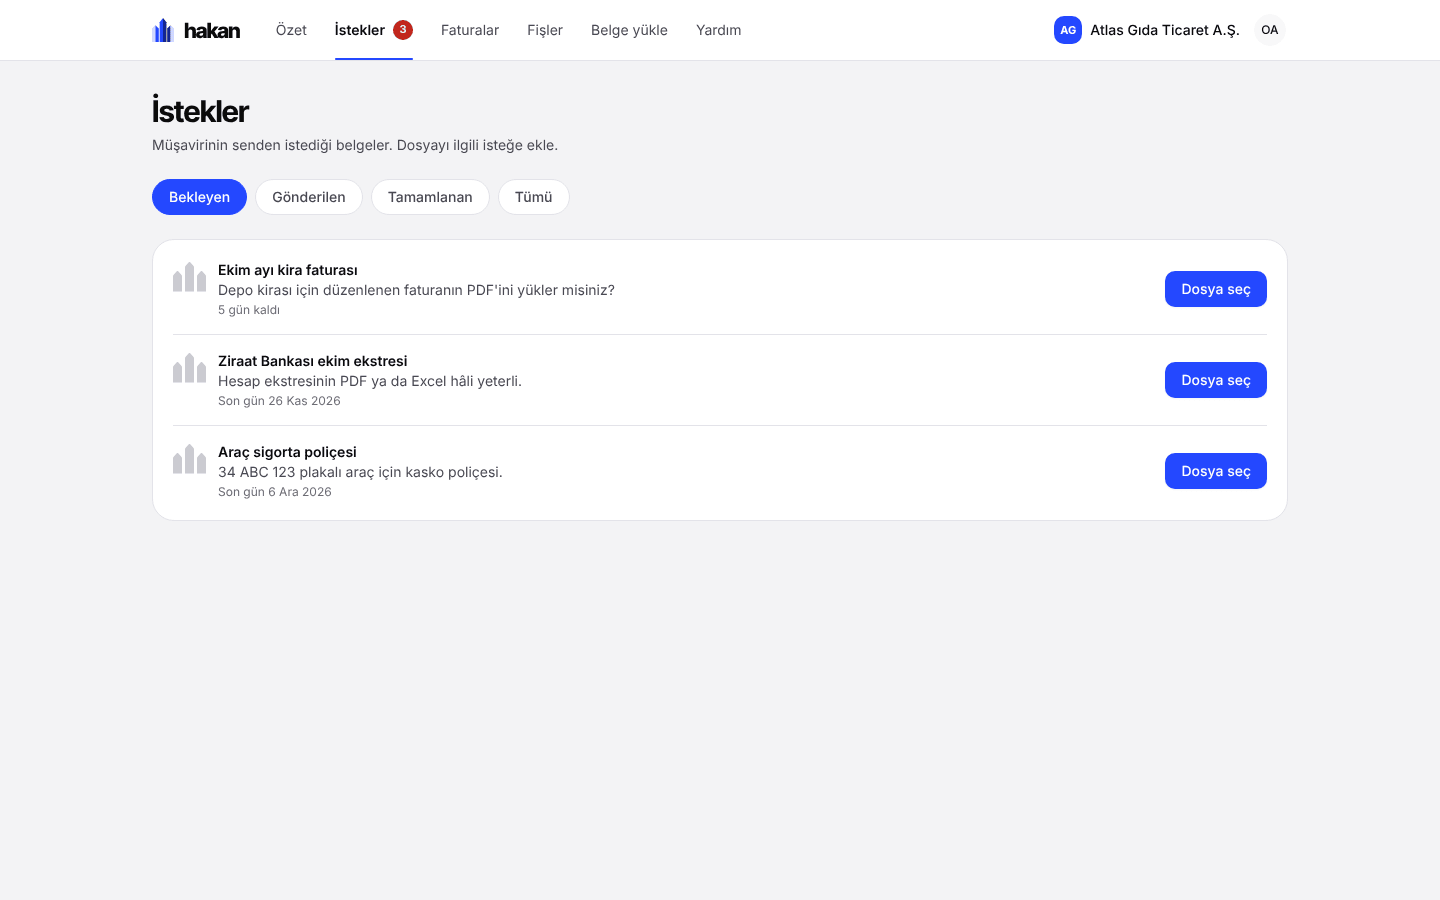 hakan
Özet
İstekler 3
Faturalar
Fişler
Belge yükle
Yardım
AG Atlas Gıda Ticaret A.Ş.
OA
İstekler
Müşavirinin senden istediği belgeler. Dosyayı ilgili isteğe ekle.
Bekleyen
Gönderilen
Tamamlanan
Tümü
Ekim ayı kira faturası
Depo kirası için düzenlenen faturanın PDF'ini yükler misiniz?
5 gün kaldı
Dosya seç
Ziraat Bankası ekim ekstresi
Hesap ekstresinin PDF ya da Excel hâli yeterli.
Son gün 26 Kas 2026
Dosya seç
Araç sigorta poliçesi
34 ABC 123 plakalı araç için kasko poliçesi.
Son gün 6 Ara 2026
Dosya seç